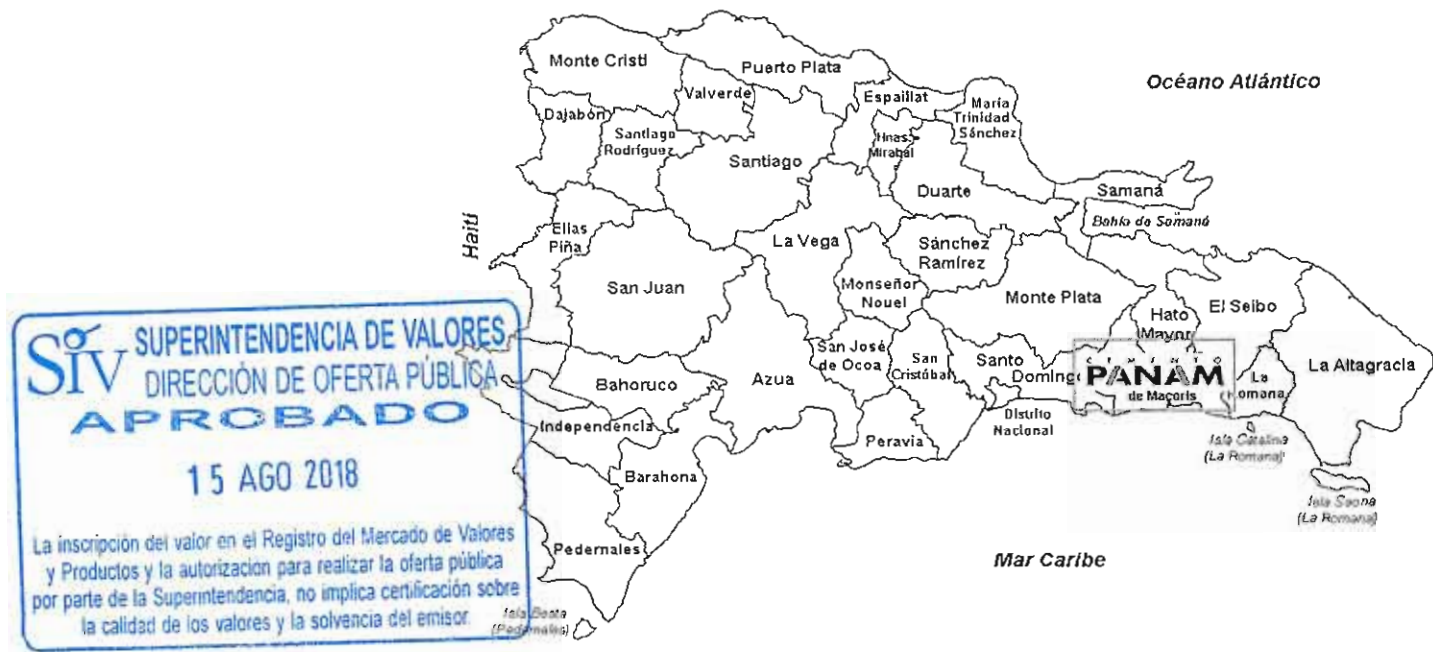 Océano Atlántico
Monte Cristi
Puerto Plata
Valverde
Espaillat
María
Trinidad
Sánchez
Dajabón
Santiago
Rodríguez
Hnas.
Mirabal
Santiago
Duarte
Samaná
Bahía de Samaná
Haití
Elías
Piña
La Vega
Sánchez
Ramírez
San Juan
Monseñor
Nouel
Monte Plata
El Seibo
Hato
Mayor
San José
de Ocoa
San
Cristóbal
Santo
Domingo
CEMENTO
PANAM
de Macorís
La
Romana
La Altagracia
Azua
Bahoruco
Independencia
Peravia
Distrito
Nacional
Isla Catalina
(La Romana)
Barahona
Isla Saona
(La Romana)
Pedernales
Mar Caribe
Isla Beata
(Pedernales)
SIV SUPERINTENDENCIA DE VALORES
DIRECCIÓN DE OFERTA PÚBLICA
APROBADO
15 AGO 2018
La inscripción del valor en el Registro del Mercado de Valores
y Productos y la autorización para realizar la oferta pública
por parte de la Superintendencia, no implica certificación sobre
la calidad de los valores y la solvencia del emisor.